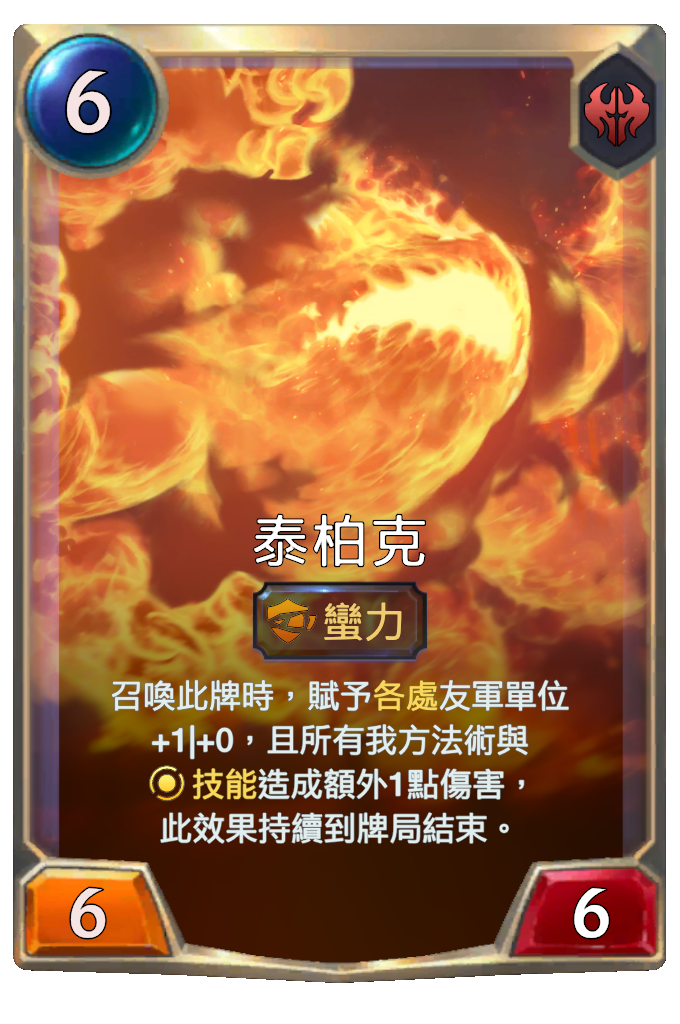 6
泰柏克
蠻力
召喚此牌時，賦予各處友軍單位
+1|+0，且所有我方法術與
技能造成額外1點傷害，
此效果持續到牌局結束。
6
6